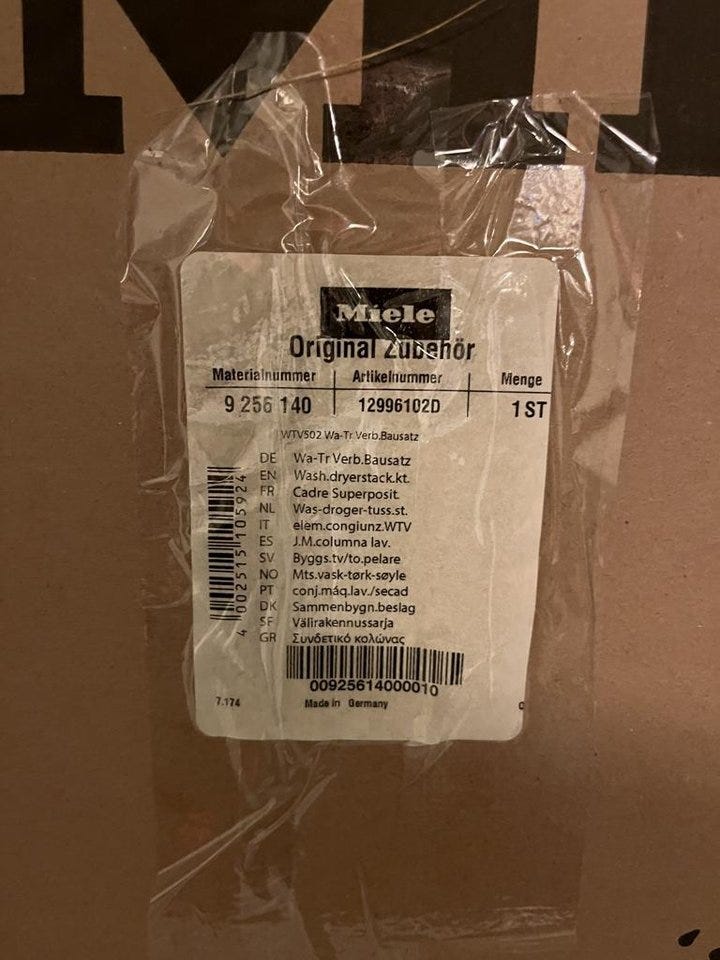 Miele
Original Zubehör
Materialnummer Artikelnummer Menge
9 256 140 12996102D 1 ST
WTV502 Wa-Tr Verb.Bausatz
DE Wa-Tr Verb.Bausatz
EN Wash.dryerstack.kt.
FR Cadre Superposit.
NL Was-droger-tuss.st.
IT elem.congiunz.WTV
ES J.M.columna lav.
SV Byggs.tv/to.pelare
NO Mts.vask-tørk-søyle
PT conj.máq.lav./secad
DK Sammenbygn.beslag
SF Välirakennussarja
GR Συνδετικό κολώνας
4 002515 105924
00925614000010
7.174 Made in Germany